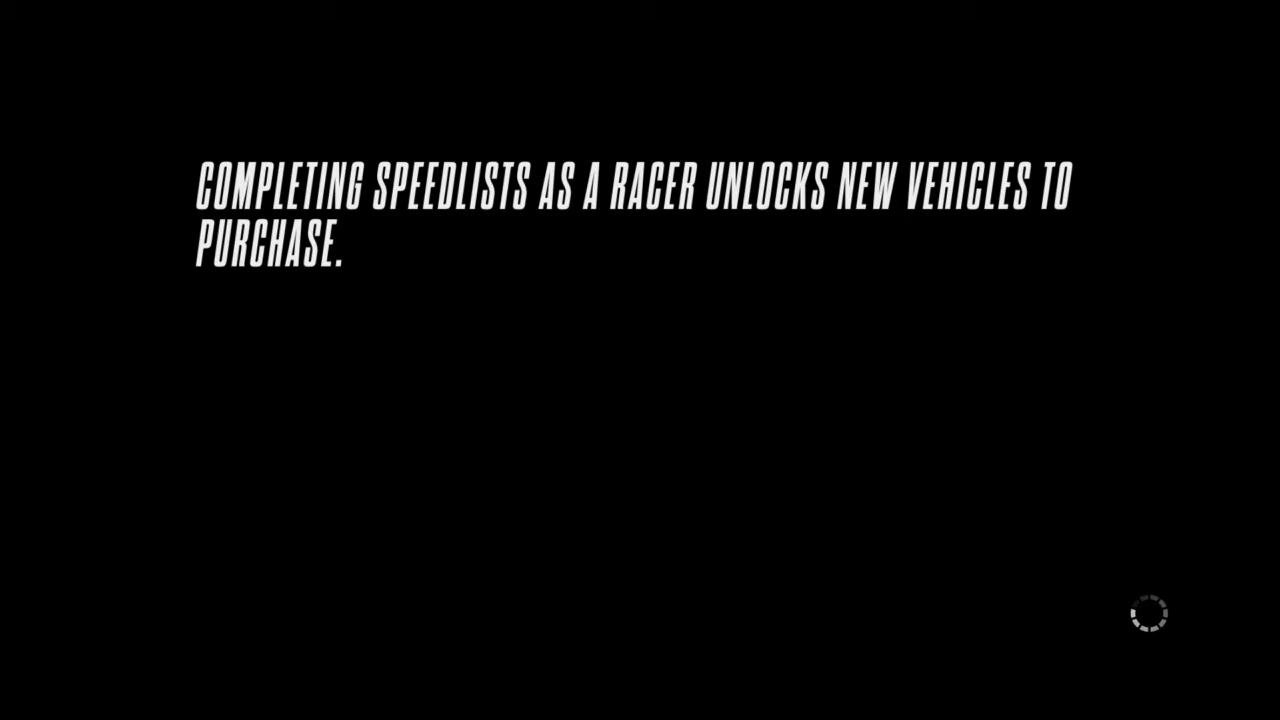 COMPLETING SPEEDLISTS AS A RACER UNLOCKS NEW VEHICLES TO
PURCHASE.